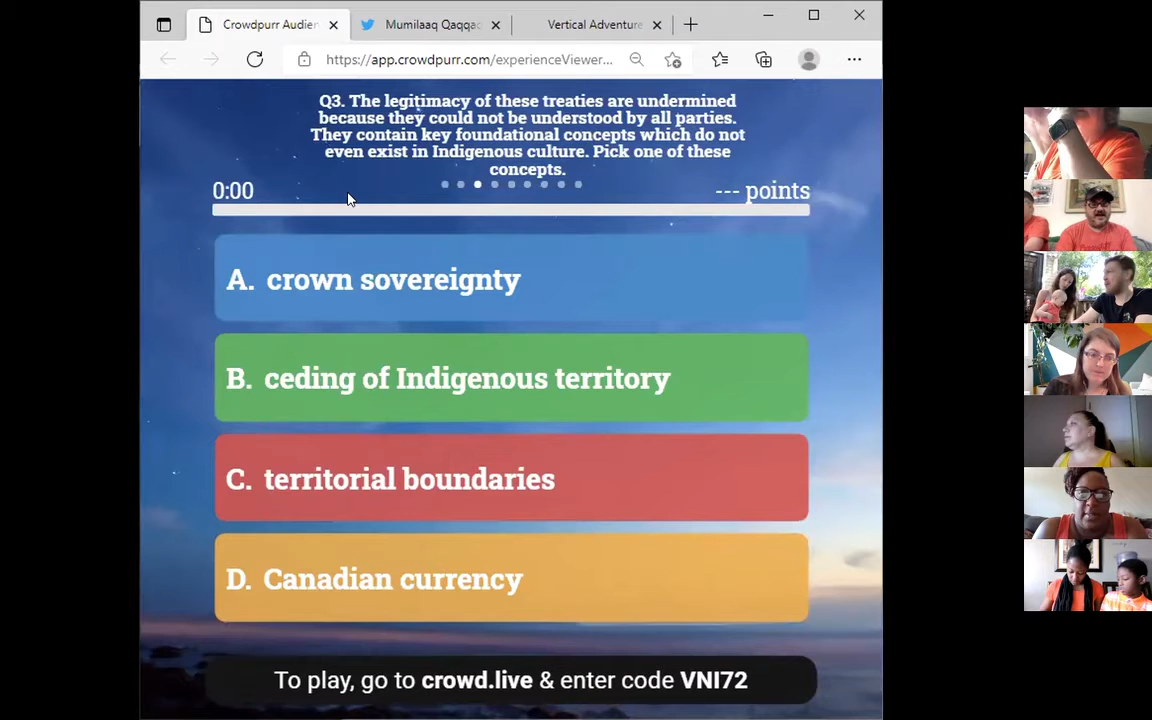 Crowdpurr Audien
Mumilaaq Qaqqaq
Vertical Adventure
https://app.crowdpurr.com/experienceViewer...
Q3. The legitimacy of these treaties are undermined
because they could not be understood by all parties.
They contain key foundational concepts which do not
even exist in Indigenous culture. Pick one of these
concepts.
0:00
--- points
A. crown sovereignty
B. ceding of Indigenous territory
C. territorial boundaries
D. Canadian currency
To play, go to crowd.live & enter code VNI72